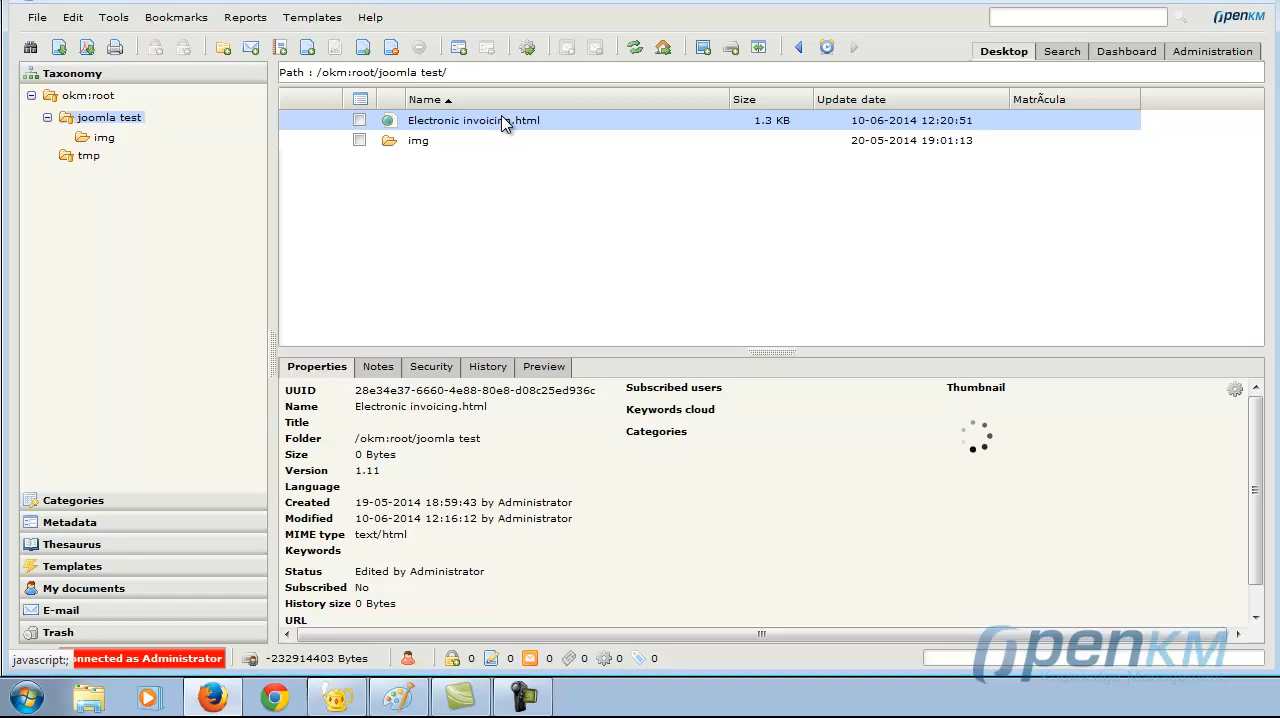 File Edit Tools Bookmarks Reports Templates Help
OPENKM
Desktop Search Dashboard Administration
Taxonomy
Path : /okm:root/joomla test/
okm:root
joomla test
img
tmp
Name Size Update date MatrÃcula
Electronic invoicing.html 1.3 KB 10-06-2014 12:20:51
img 20-05-2014 19:01:13
Properties Notes Security History Preview
UUID 28e34e37-6660-4e88-80e8-d08c25ed936c
Name Electronic invoicing.html
Title
Folder /okm:root/joomla test
Size 0 Bytes
Version 1.11
Language
Created 19-05-2014 18:59:43 by Administrator
Modified 10-06-2014 12:16:12 by Administrator
MIME type text/html
Keywords
Status Edited by Administrator
Subscribed No
History size 0 Bytes
URL
Subscribed users
Keywords cloud
Categories
Thumbnail
Categories
Metadata
Thesaurus
Templates
My documents
E-mail
Trash
javascript:; onnected as Administrator -232914403 Bytes 0 0 0 0 0 0
OpenKM
Knowledge Management